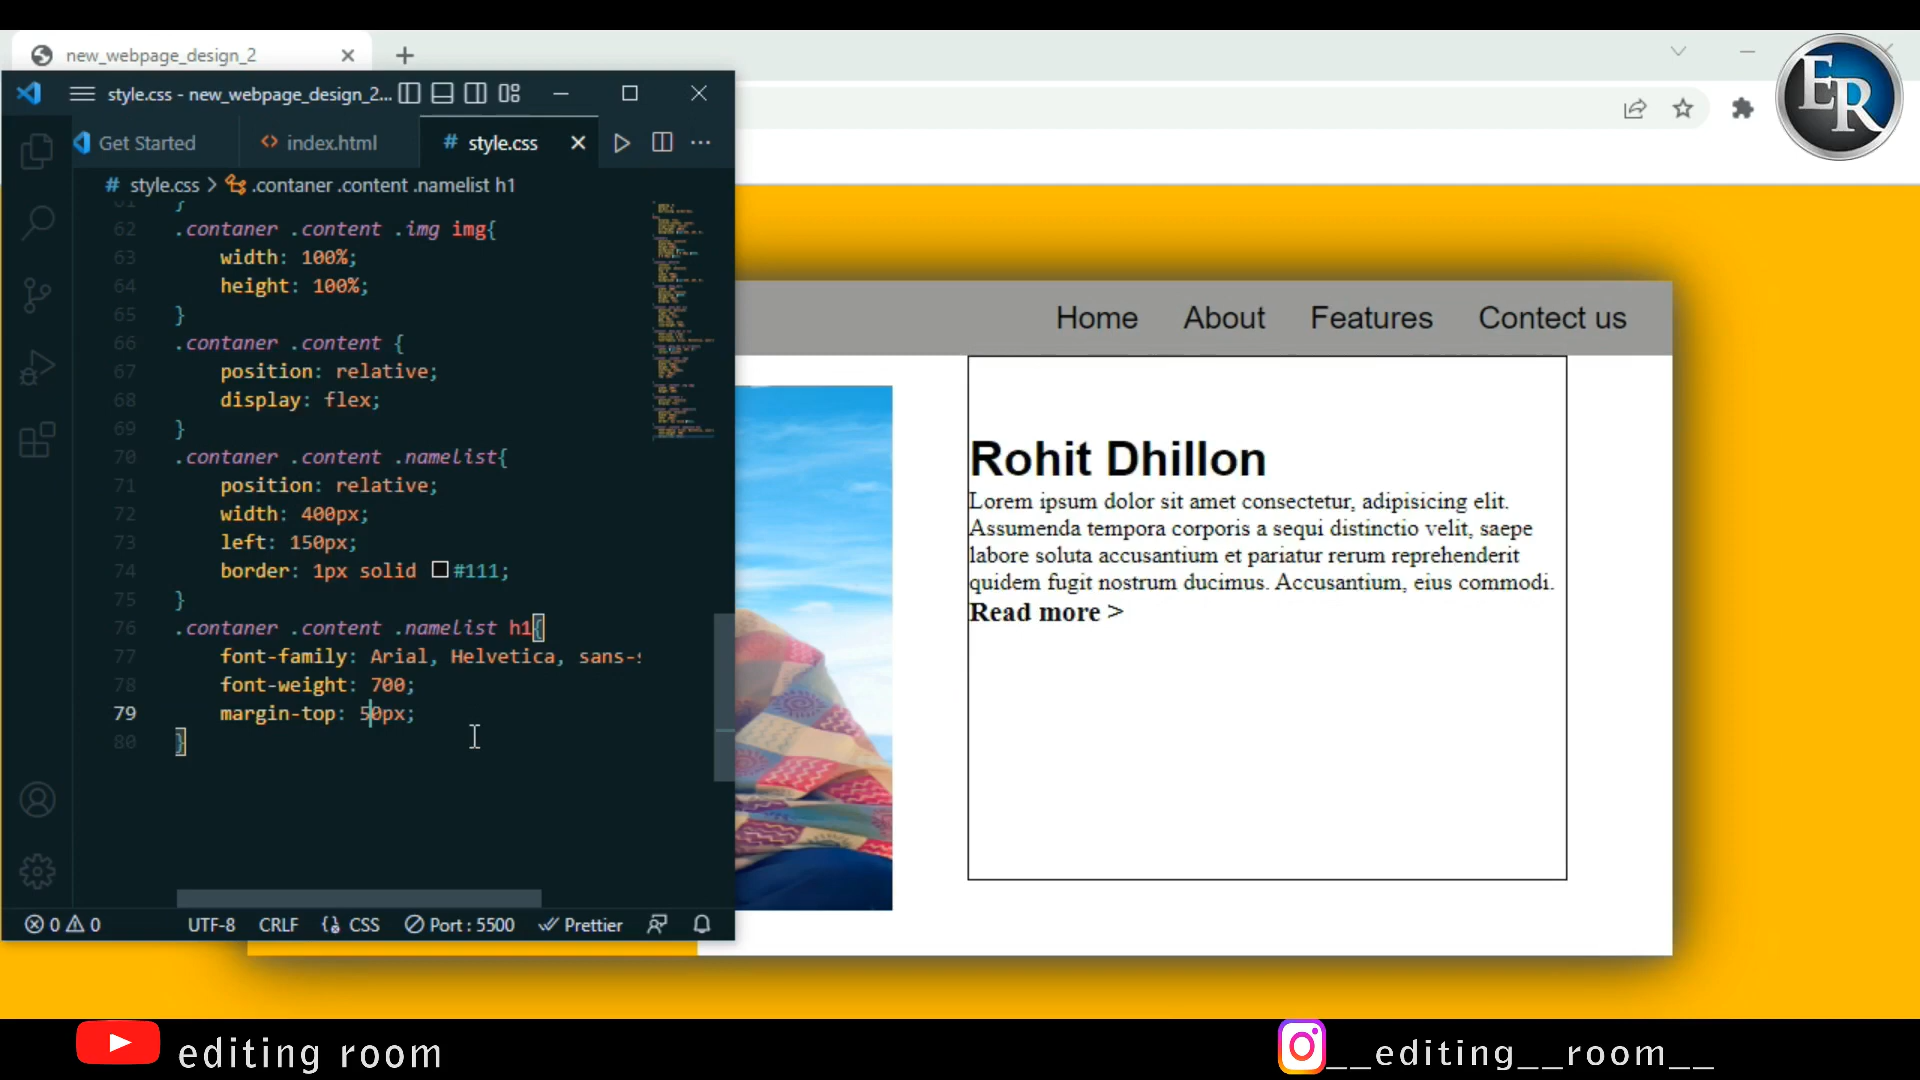 new_webpage_design_2
style.css - new_webpage_design_2...
ER
Get Started
index.html
# style.css
# style.css > .contaner .content .namelist h1
61 }
62 .contaner .content .img img{
63 width: 100%;
64 height: 100%;
65 }
66 .contaner .content {
67 position: relative;
68 display: flex;
69 }
70 .contaner .content .namelist{
71 position: relative;
72 width: 400px;
73 left: 150px;
74 border: 1px solid #111;
75 }
76 .contaner .content .namelist h1{
77 font-family: Arial, Helvetica, sans-s
78 font-weight: 700;
79 margin-top: 50px;
80 }
0 0 UTF-8 CRLF {} CSS Port : 5500 Prettier
Home About Features Contect us
Rohit Dhillon
Lorem ipsum dolor sit amet consectetur, adipisicing elit.
Assumenda tempora corporis a sequi distinctio velit, saepe
labore soluta accusantium et pariatur rerum reprehenderit
quidem fugit nostrum ducimus. Accusantium, eius commodi.
Read more >
editing room
__editing__room__